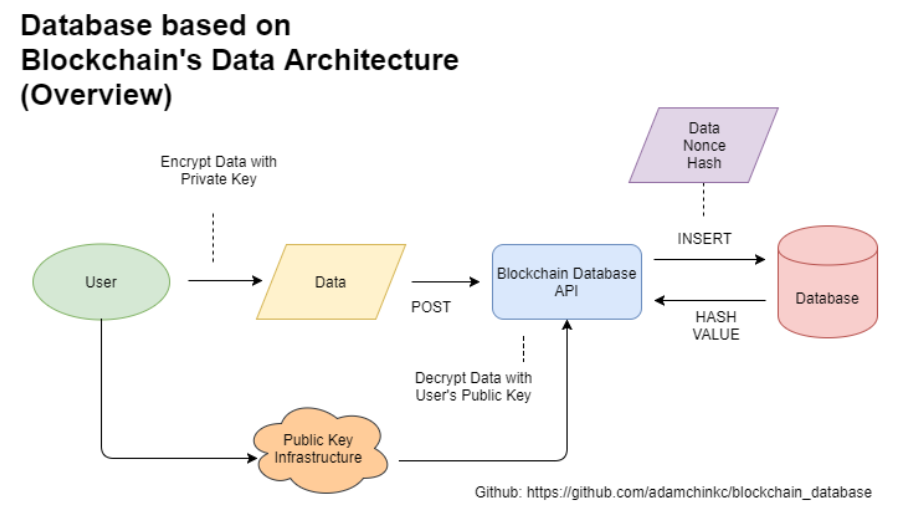 Database based on
Blockchain's Data Architecture
(Overview)
Data
Nonce
Hash
Encrypt Data with
Private Key
INSERT
User
Data
POST
Blockchain Database
API
Database
HASH
VALUE
Decrypt Data with
User's Public Key
Public Key
Infrastructure
Github: https://github.com/adamchinkc/blockchain_database